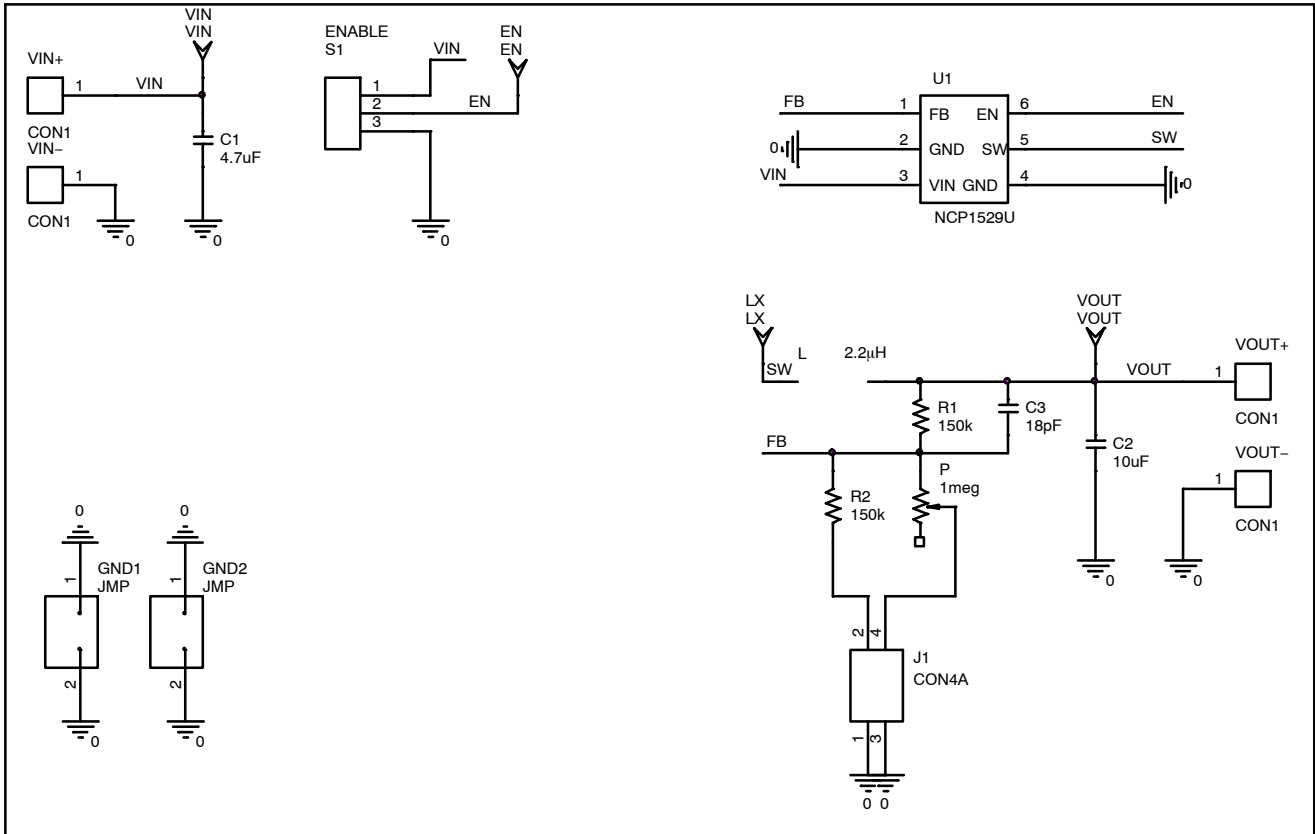 VIN
VIN
VIN+
1
VIN
CON1
VIN−
1
CON1
0
C1
4.7uF
0
ENABLE
S1
VIN
EN
EN
1
2
EN
3
0
U1
FB
1
FB
EN
6
EN
0
2
GND
SW
5
SW
VIN
3
VIN
GND
4
0
NCP1529U
LX
LX
SW
L
2.2μH
VOUT
VOUT
VOUT
1
VOUT+
CON1
R1
150k
C3
18pF
FB
C2
10uF
VOUT−
1
CON1
P
1meg
R2
150k
0
0
2
4
J1
CON4A
1
3
0 0
0
0
1
GND1
JMP
1
GND2
JMP
2
2
0
0